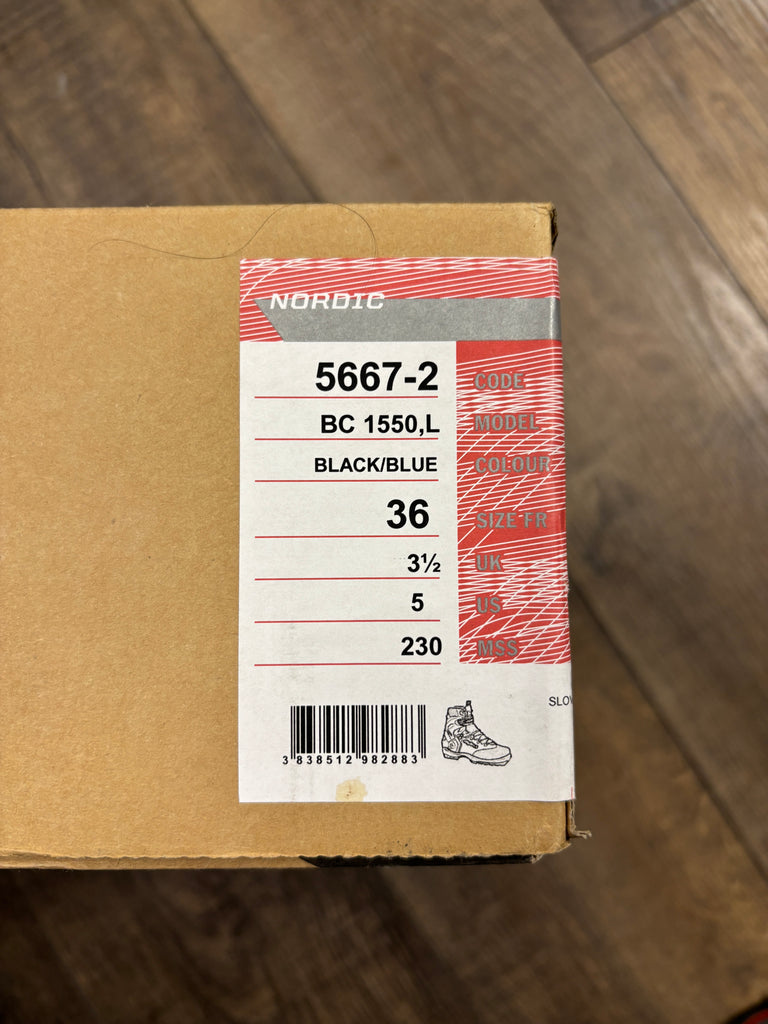 NORDIC
5667-2 CODE
BC 1550,L MODEL
BLACK/BLUE COLOUR
36 SIZE FR
3½ UK
5 US
230 MSS
SLOV
3 838512 982883